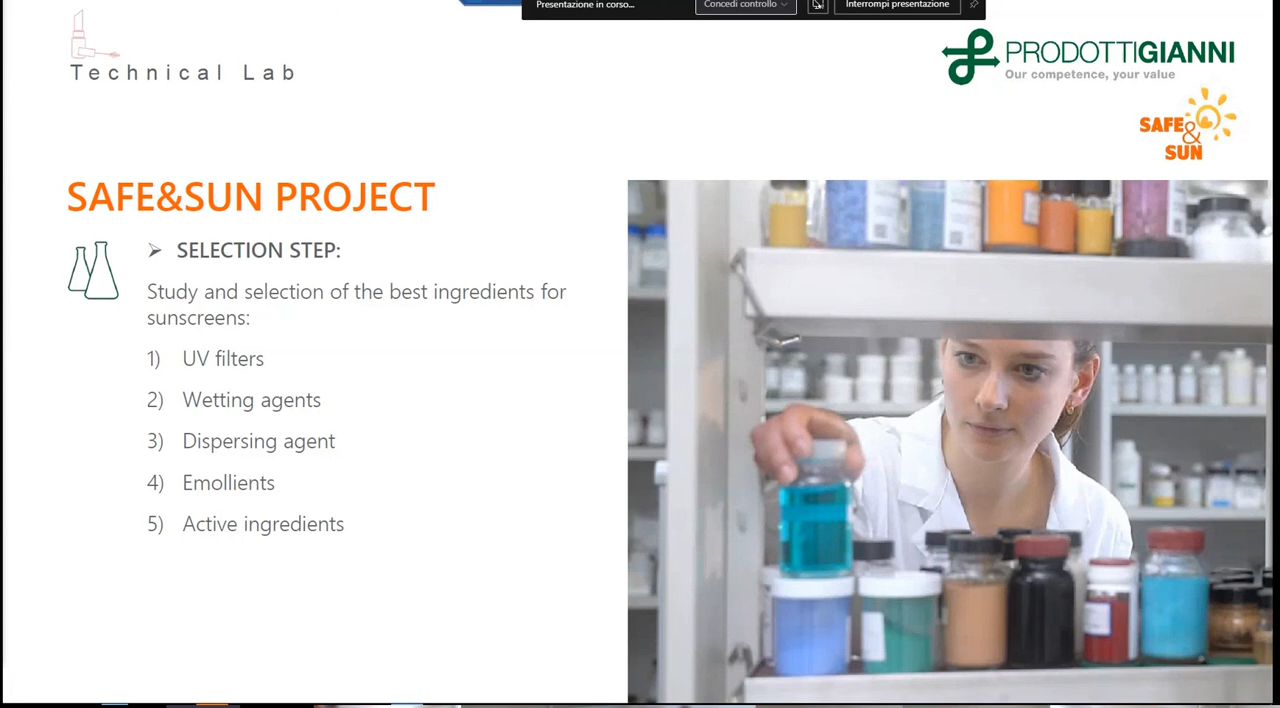 Presentazione in corso...
Concedi controllo
Interrompi presentazione
Technical Lab
PRODOTTIGIANNI
Our competence, your value
SAFE
&
SUN
SAFE&SUN PROJECT
➢ SELECTION STEP:
Study and selection of the best ingredients for
sunscreens:
1) UV filters
2) Wetting agents
3) Dispersing agent
4) Emollients
5) Active ingredients